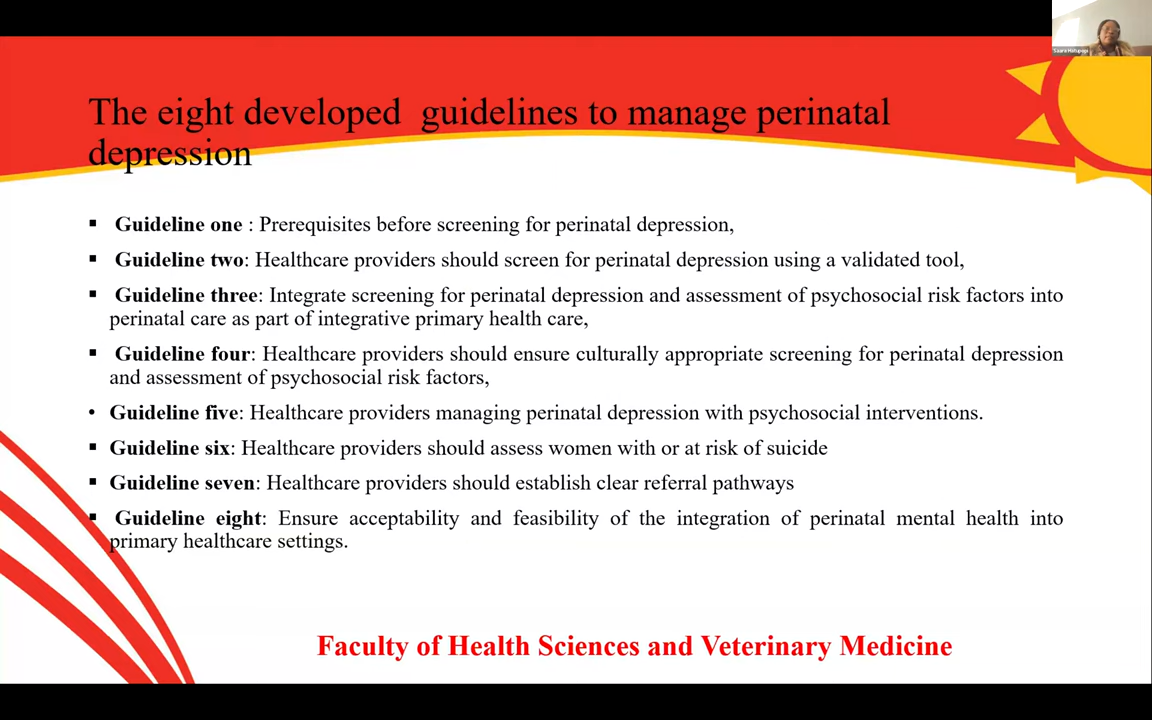 The eight developed guidelines to manage perinatal
depression
▪ Guideline one : Prerequisites before screening for perinatal depression,
▪ Guideline two: Healthcare providers should screen for perinatal depression using a validated tool,
▪ Guideline three: Integrate screening for perinatal depression and assessment of psychosocial risk factors into
perinatal care as part of integrative primary health care,
▪ Guideline four: Healthcare providers should ensure culturally appropriate screening for perinatal depression
and assessment of psychosocial risk factors,
• Guideline five: Healthcare providers managing perinatal depression with psychosocial interventions.
▪ Guideline six: Healthcare providers should assess women with or at risk of suicide
▪ Guideline seven: Healthcare providers should establish clear referral pathways
▪ Guideline eight: Ensure acceptability and feasibility of the integration of perinatal mental health into
primary healthcare settings.
Faculty of Health Sciences and Veterinary Medicine